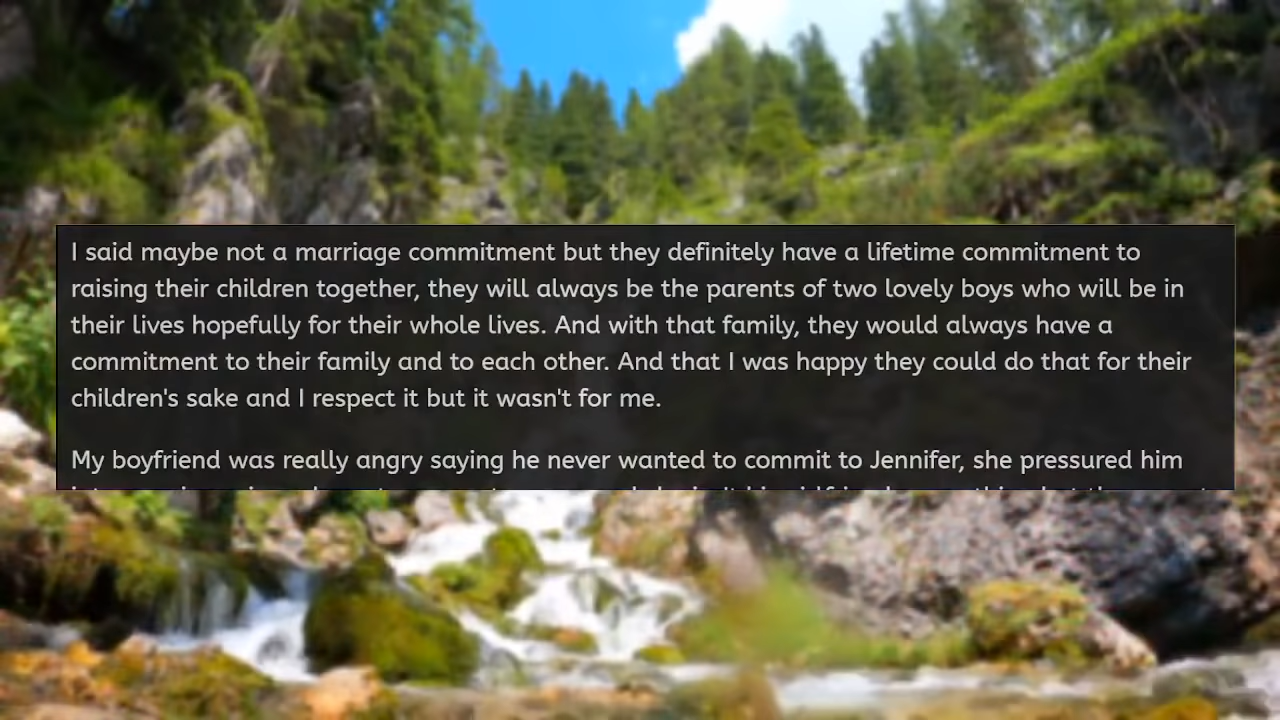 I said maybe not a marriage commitment but they definitely have a lifetime commitment to
raising their children together, they will always be the parents of two lovely boys who will be in
their lives hopefully for their whole lives. And with that family, they would always have a
commitment to their family and to each other. And that I was happy they could do that for their
children's sake and I respect it but it wasn't for me.
My boyfriend was really angry saying he never wanted to commit to Jennifer, she pressured him